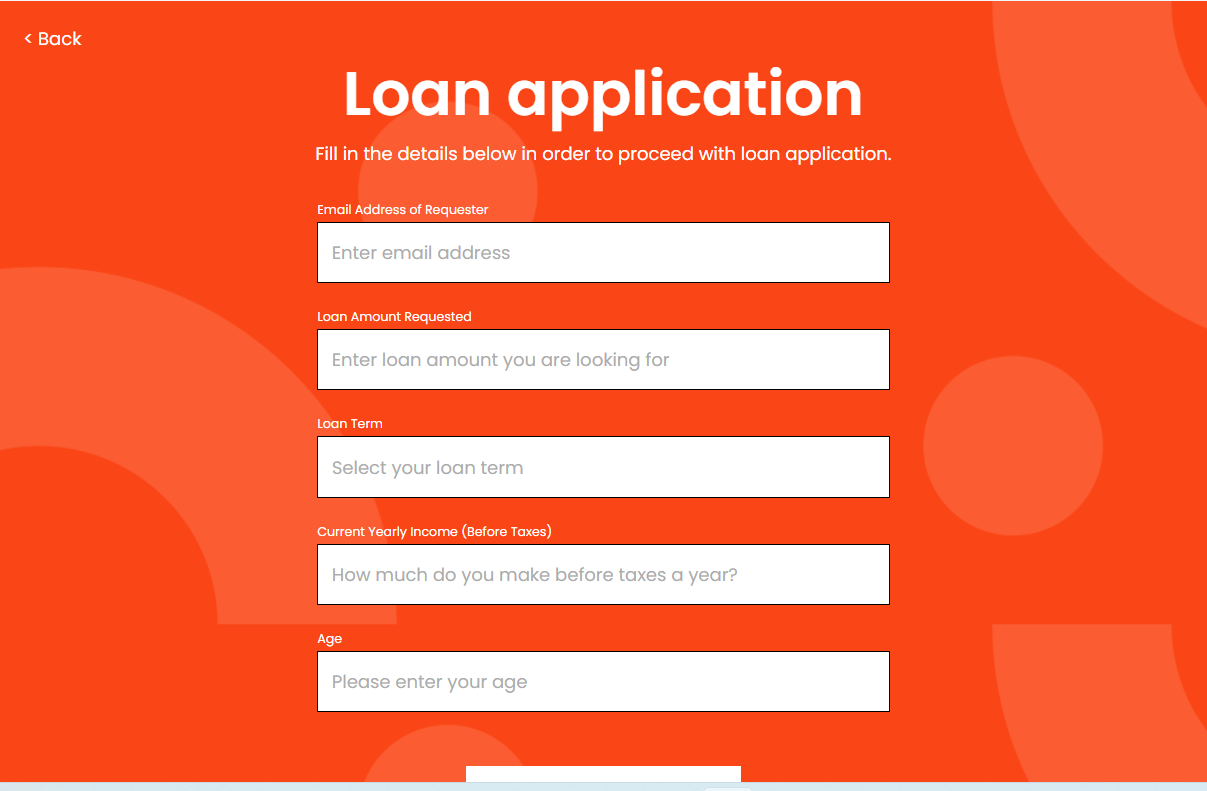 < Back
Loan application
Fill in the details below in order to proceed with loan application.
Email Address of Requester
Enter email address
Loan Amount Requested
Enter loan amount you are looking for
Loan Term
Select your loan term
Current Yearly Income (Before Taxes)
How much do you make before taxes a year?
Age
Please enter your age